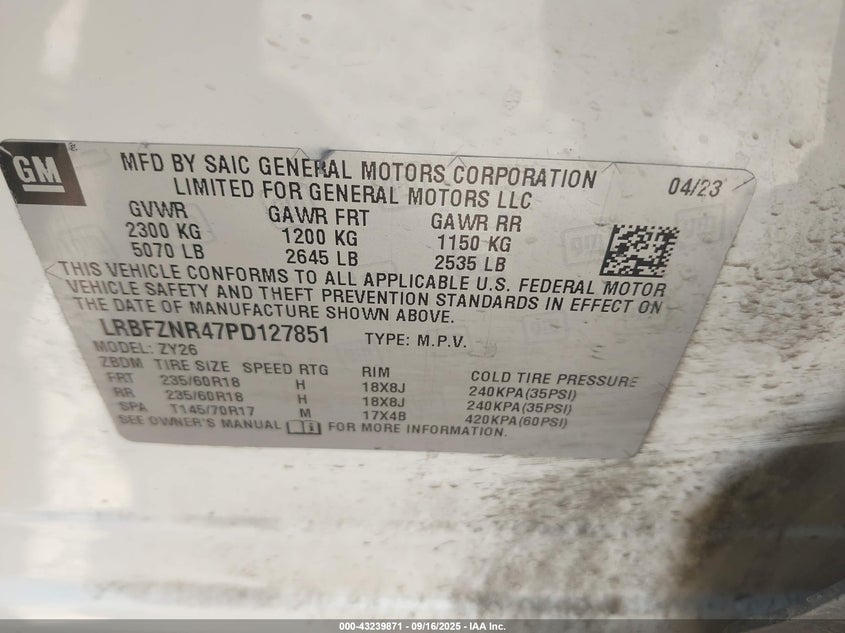 GM
MFD BY SAIC GENERAL MOTORS CORPORATION
LIMITED FOR GENERAL MOTORS LLC
04/23
GVWR GAWR FRT GAWR RR
2300 KG 1200 KG 1150 KG
5070 LB 2645 LB 2535 LB
THIS VEHICLE CONFORMS TO ALL APPLICABLE U.S. FEDERAL MOTOR
VEHICLE SAFETY AND THEFT PREVENTION STANDARDS IN EFFECT ON
THE DATE OF MANUFACTURE SHOWN ABOVE.
LRBFZNR47PD127851 TYPE: M.P.V.
MODEL: ZY26
ZBDM TIRE SIZE SPEED RTG RIM COLD TIRE PRESSURE
FRT 235/60R18 H 18X8J 240KPA(35PSI)
RR 235/60R18 H 18X8J 240KPA(35PSI)
SPA T145/70R17 M 17X4B 420KPA(60PSI)
SEE OWNER'S MANUAL FOR MORE INFORMATION.
000-43239871 - 09/16/2025 - IAA Inc.